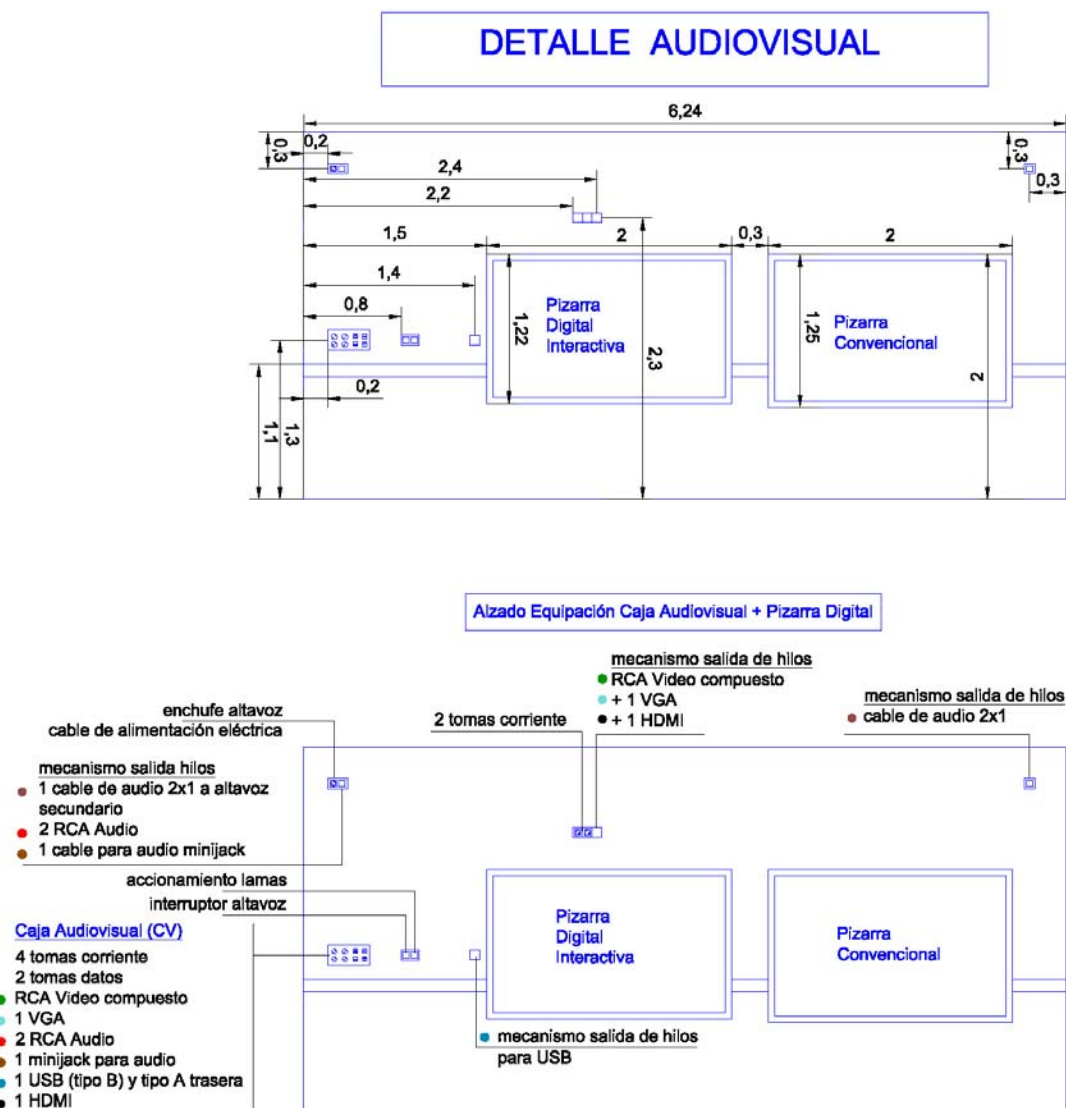 DETALLE AUDIOVISUAL
6,24
0,3
0,2
0,3
0,3
2,4
2,2
1,5
2
0,3
2
1,4
0,8
1,22
Pizarra
Digital
Interactiva
2,3
1,25
Pizarra
Convencional
2
0,2
1,1
1,3
Alzado Equipación Caja Audiovisual + Pizarra Digital
mecanismo salida de hilos
RCA Video compuesto
+ 1 VGA
+ 1 HDMI
2 tomas corriente
mecanismo salida de hilos
cable de audio 2x1
enchufe altavoz
cable de alimentación eléctrica
mecanismo salida hilos
1 cable de audio 2x1 a altavoz
secundario
2 RCA Audio
1 cable para audio minijack
accionamiento lamas
interruptor altavoz
Caja Audiovisual (CV)
4 tomas corriente
2 tomas datos
RCA Video compuesto
1 VGA
2 RCA Audio
1 minijack para audio
1 USB (tipo B) y tipo A trasera
1 HDMI
Pizarra
Digital
Interactiva
Pizarra
Convencional
mecanismo salida de hilos
para USB